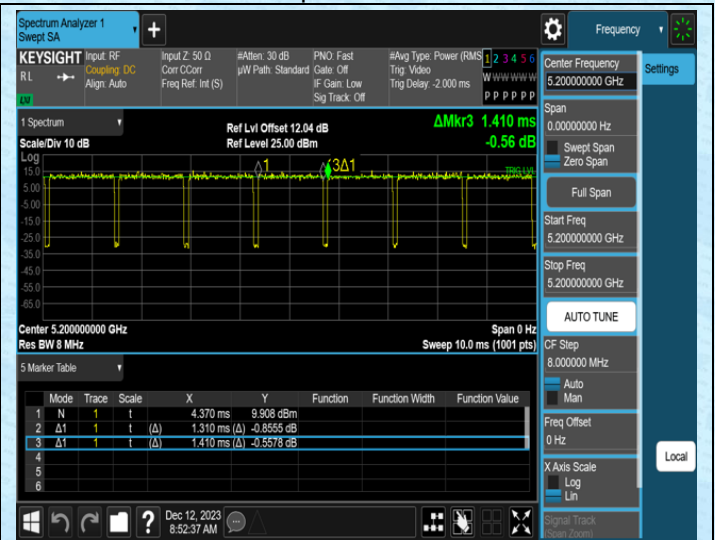 Spectrum Analyzer 1
Swept SA
Frequency
KEYSIGHT
RL
LXI
Input: RF
Coupling: DC
Align: Auto
Input Z: 50 Ω
Corr CCorr
Freq Ref: Int (S)
#Atten: 30 dB
µW Path: Standard
PNO: Fast
Gate: Off
IF Gain: Low
Sig Track: Off
#Avg Type: Power (RMS
Trig: Video
Trig Delay: -2.000 ms
1 2 3 4 5 6
W W W W W W
P P P P P P
Center Frequency
5.200000000 GHz
Settings
Span
0.00000000 Hz
Swept Span
Zero Span
Full Span
Start Freq
5.200000000 GHz
Stop Freq
5.200000000 GHz
AUTO TUNE
CF Step
8.000000 MHz
Auto
Man
Freq Offset
0 Hz
X Axis Scale
Log
Lin
Signal Track
(Span Zoom)
Local
1 Spectrum
Scale/Div 10 dB
Ref Lvl Offset 12.04 dB
Ref Level 25.00 dBm
ΔMkr3 1.410 ms
-0.56 dB
Log
15.0
5.00
-5.00
-15.0
-25.0
-35.0
-45.0
-55.0
-65.0
1
3Δ1
TRIG LVL
Center 5.200000000 GHz
Res BW 8 MHz
Span 0 Hz
Sweep 10.0 ms (1001 pts)
5 Marker Table
Mode Trace Scale X Y Function Function Width Function Value
1 N 1 t 4.370 ms 9.908 dBm
2 Δ1 1 t (Δ) 1.310 ms (Δ) -0.8555 dB
3 Δ1 1 t (Δ) 1.410 ms (Δ) -0.5578 dB
4
5
6
?
Dec 12, 2023
8:52:37 AM